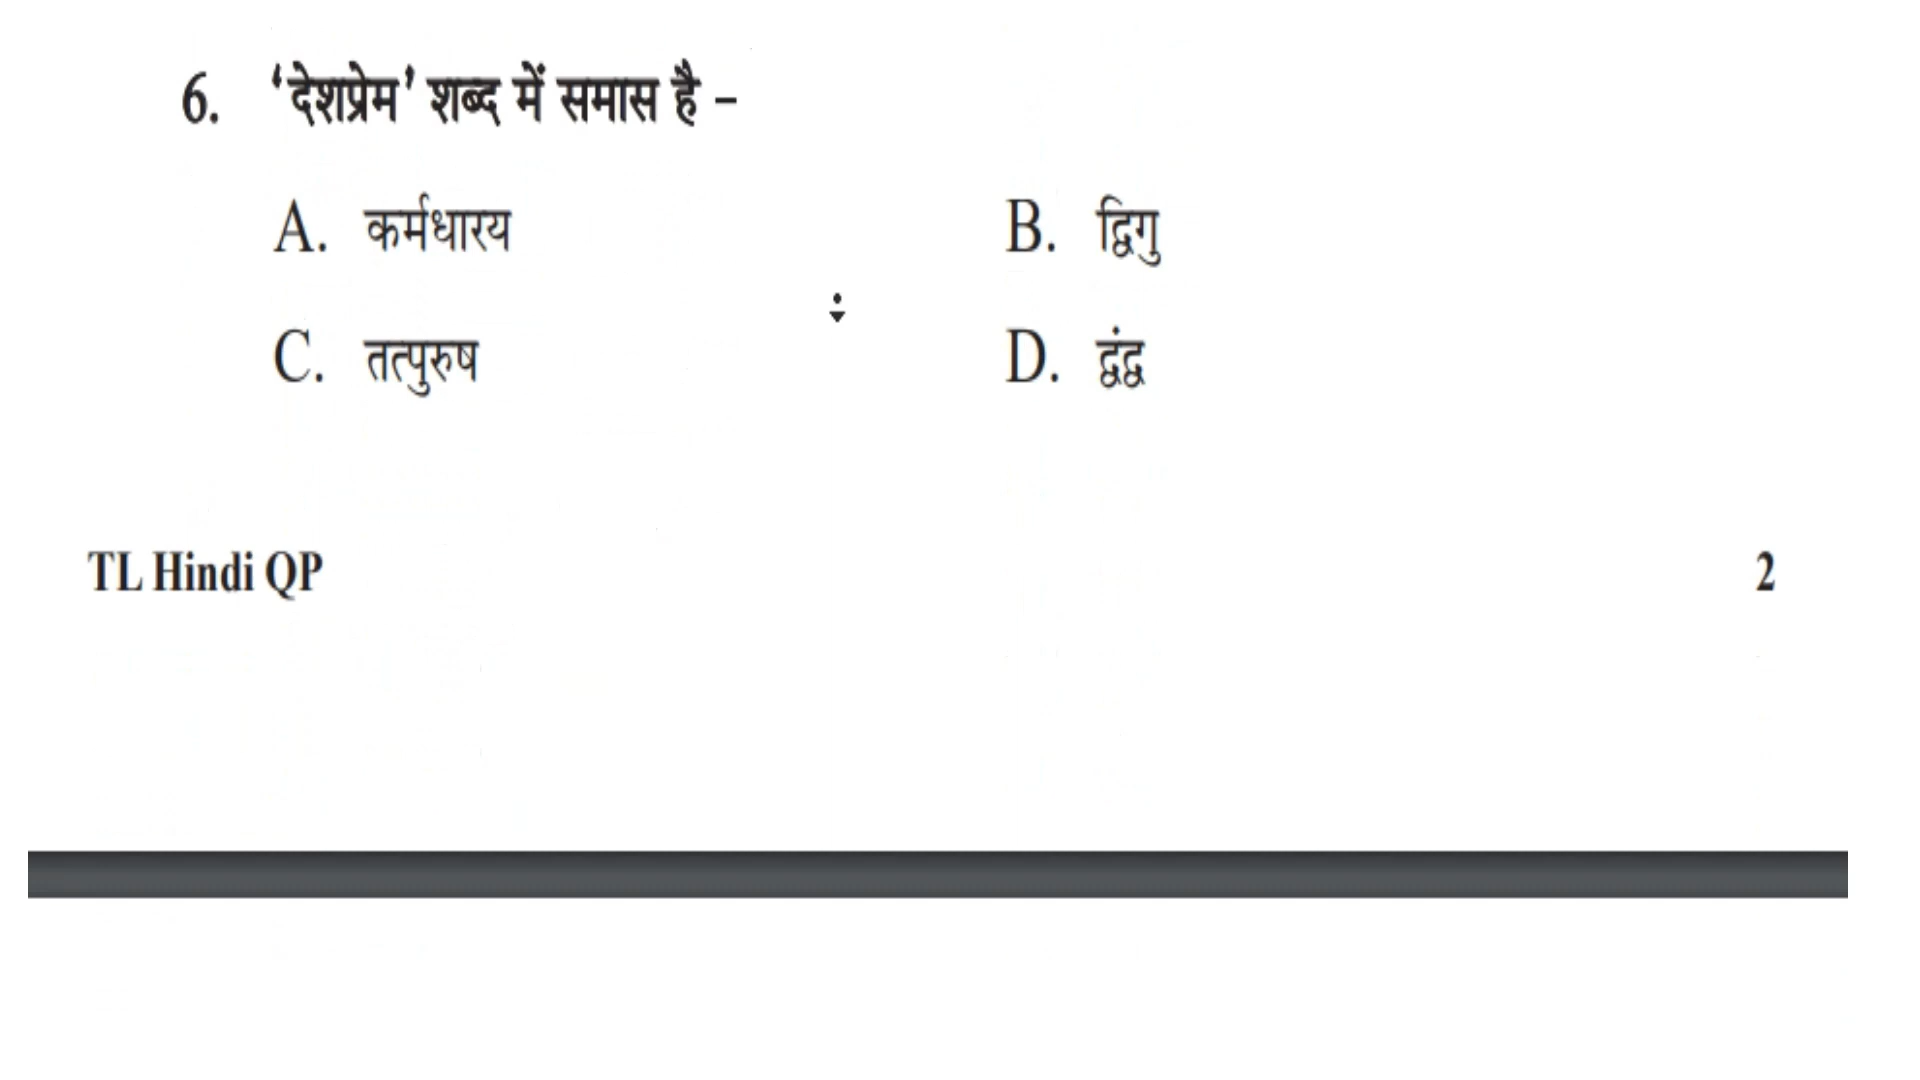 6. ‘देशप्रेम’ शब्द में समास है –
A. कर्मधारय B. द्विगु
C. तत्पुरुष D. द्वंद्व
TL Hindi QP 2